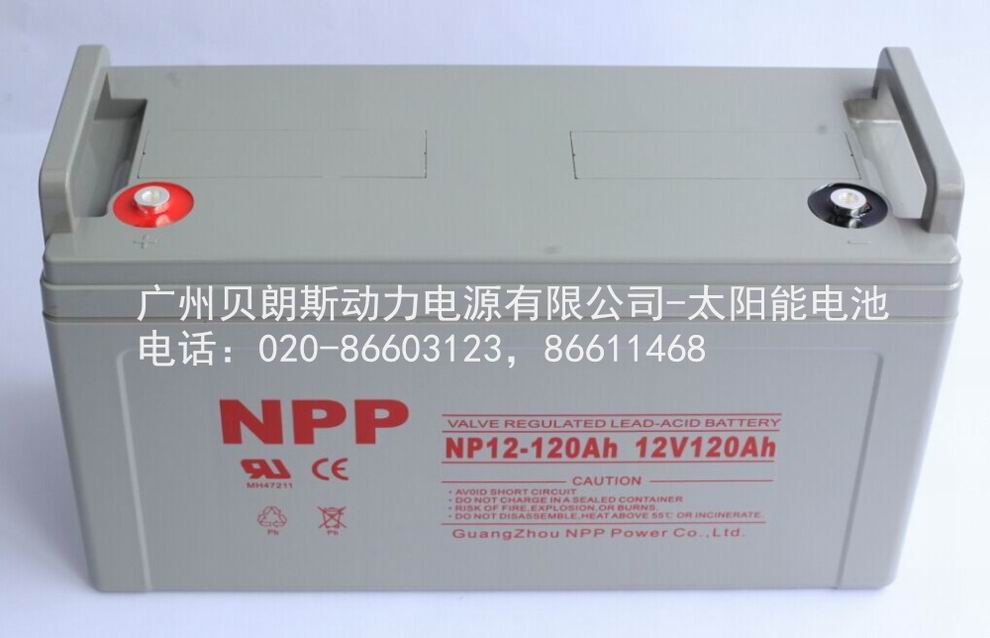 +
−
广州贝朗斯动力电源有限公司-太阳能电池
电话：020-86603123，86611468
NPP
VALVE REGULATED LEAD-ACID BATTERY
NP12-120Ah 12V120Ah
MH47211
CE
CAUTION
• AVOID SHORT CIRCUIT
• DO NOT CHARGE IN A SEALED CONTAINER
• RISK OF FIRE,EXPLOSION,OR BURNS.
• DO NOT DISASSEMBLE,HEAT ABOVE 55℃ OR INCINERATE.
Pb Pb
GuangZhou NPP Power Co.,Ltd.